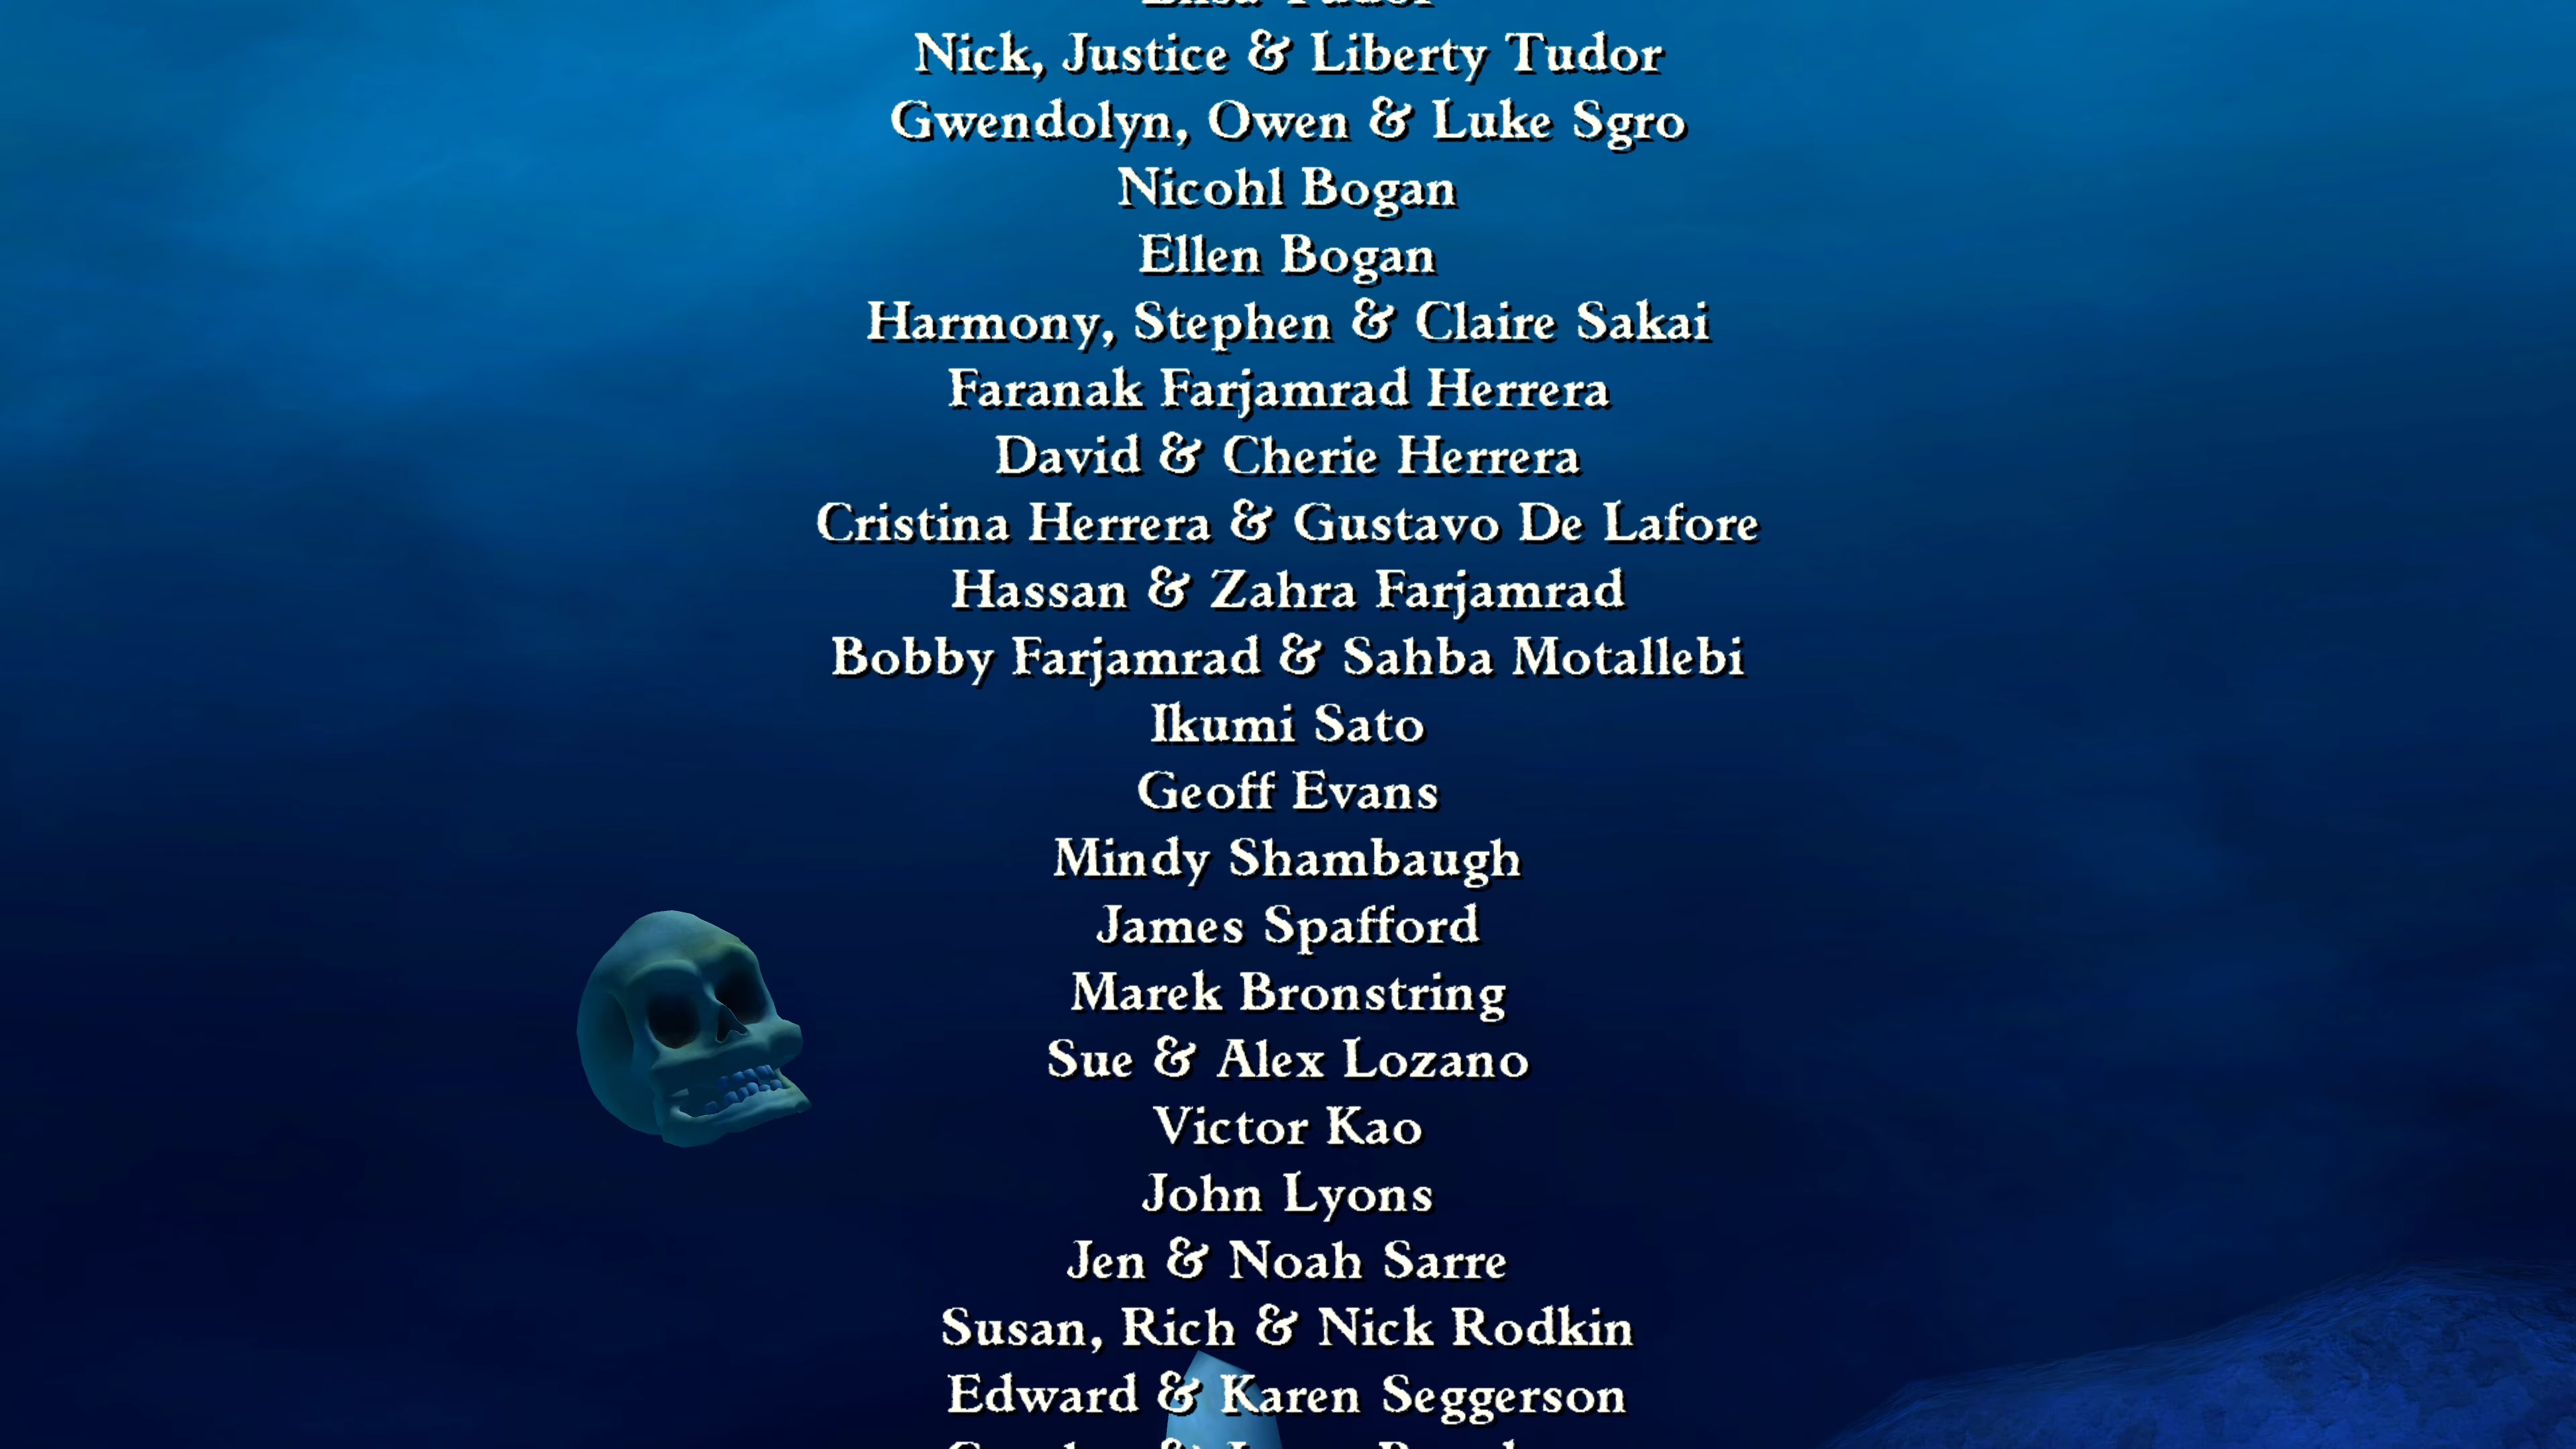 Nick, Justice & Liberty Tudor
Gwendolyn, Owen & Luke Sgro
Nicohl Bogan
Ellen Bogan
Harmony, Stephen & Claire Sakai
Faranak Farjamrad Herrera
David & Cherie Herrera
Cristina Herrera & Gustavo De Lafore
Hassan & Zahra Farjamrad
Bobby Farjamrad & Sahba Motallebi
Ikumi Sato
Geoff Evans
Mindy Shambaugh
James Spafford
Marek Bronstring
Sue & Alex Lozano
Victor Kao
John Lyons
Jen & Noah Sarre
Susan, Rich & Nick Rodkin
Edward & Karen Seggerson